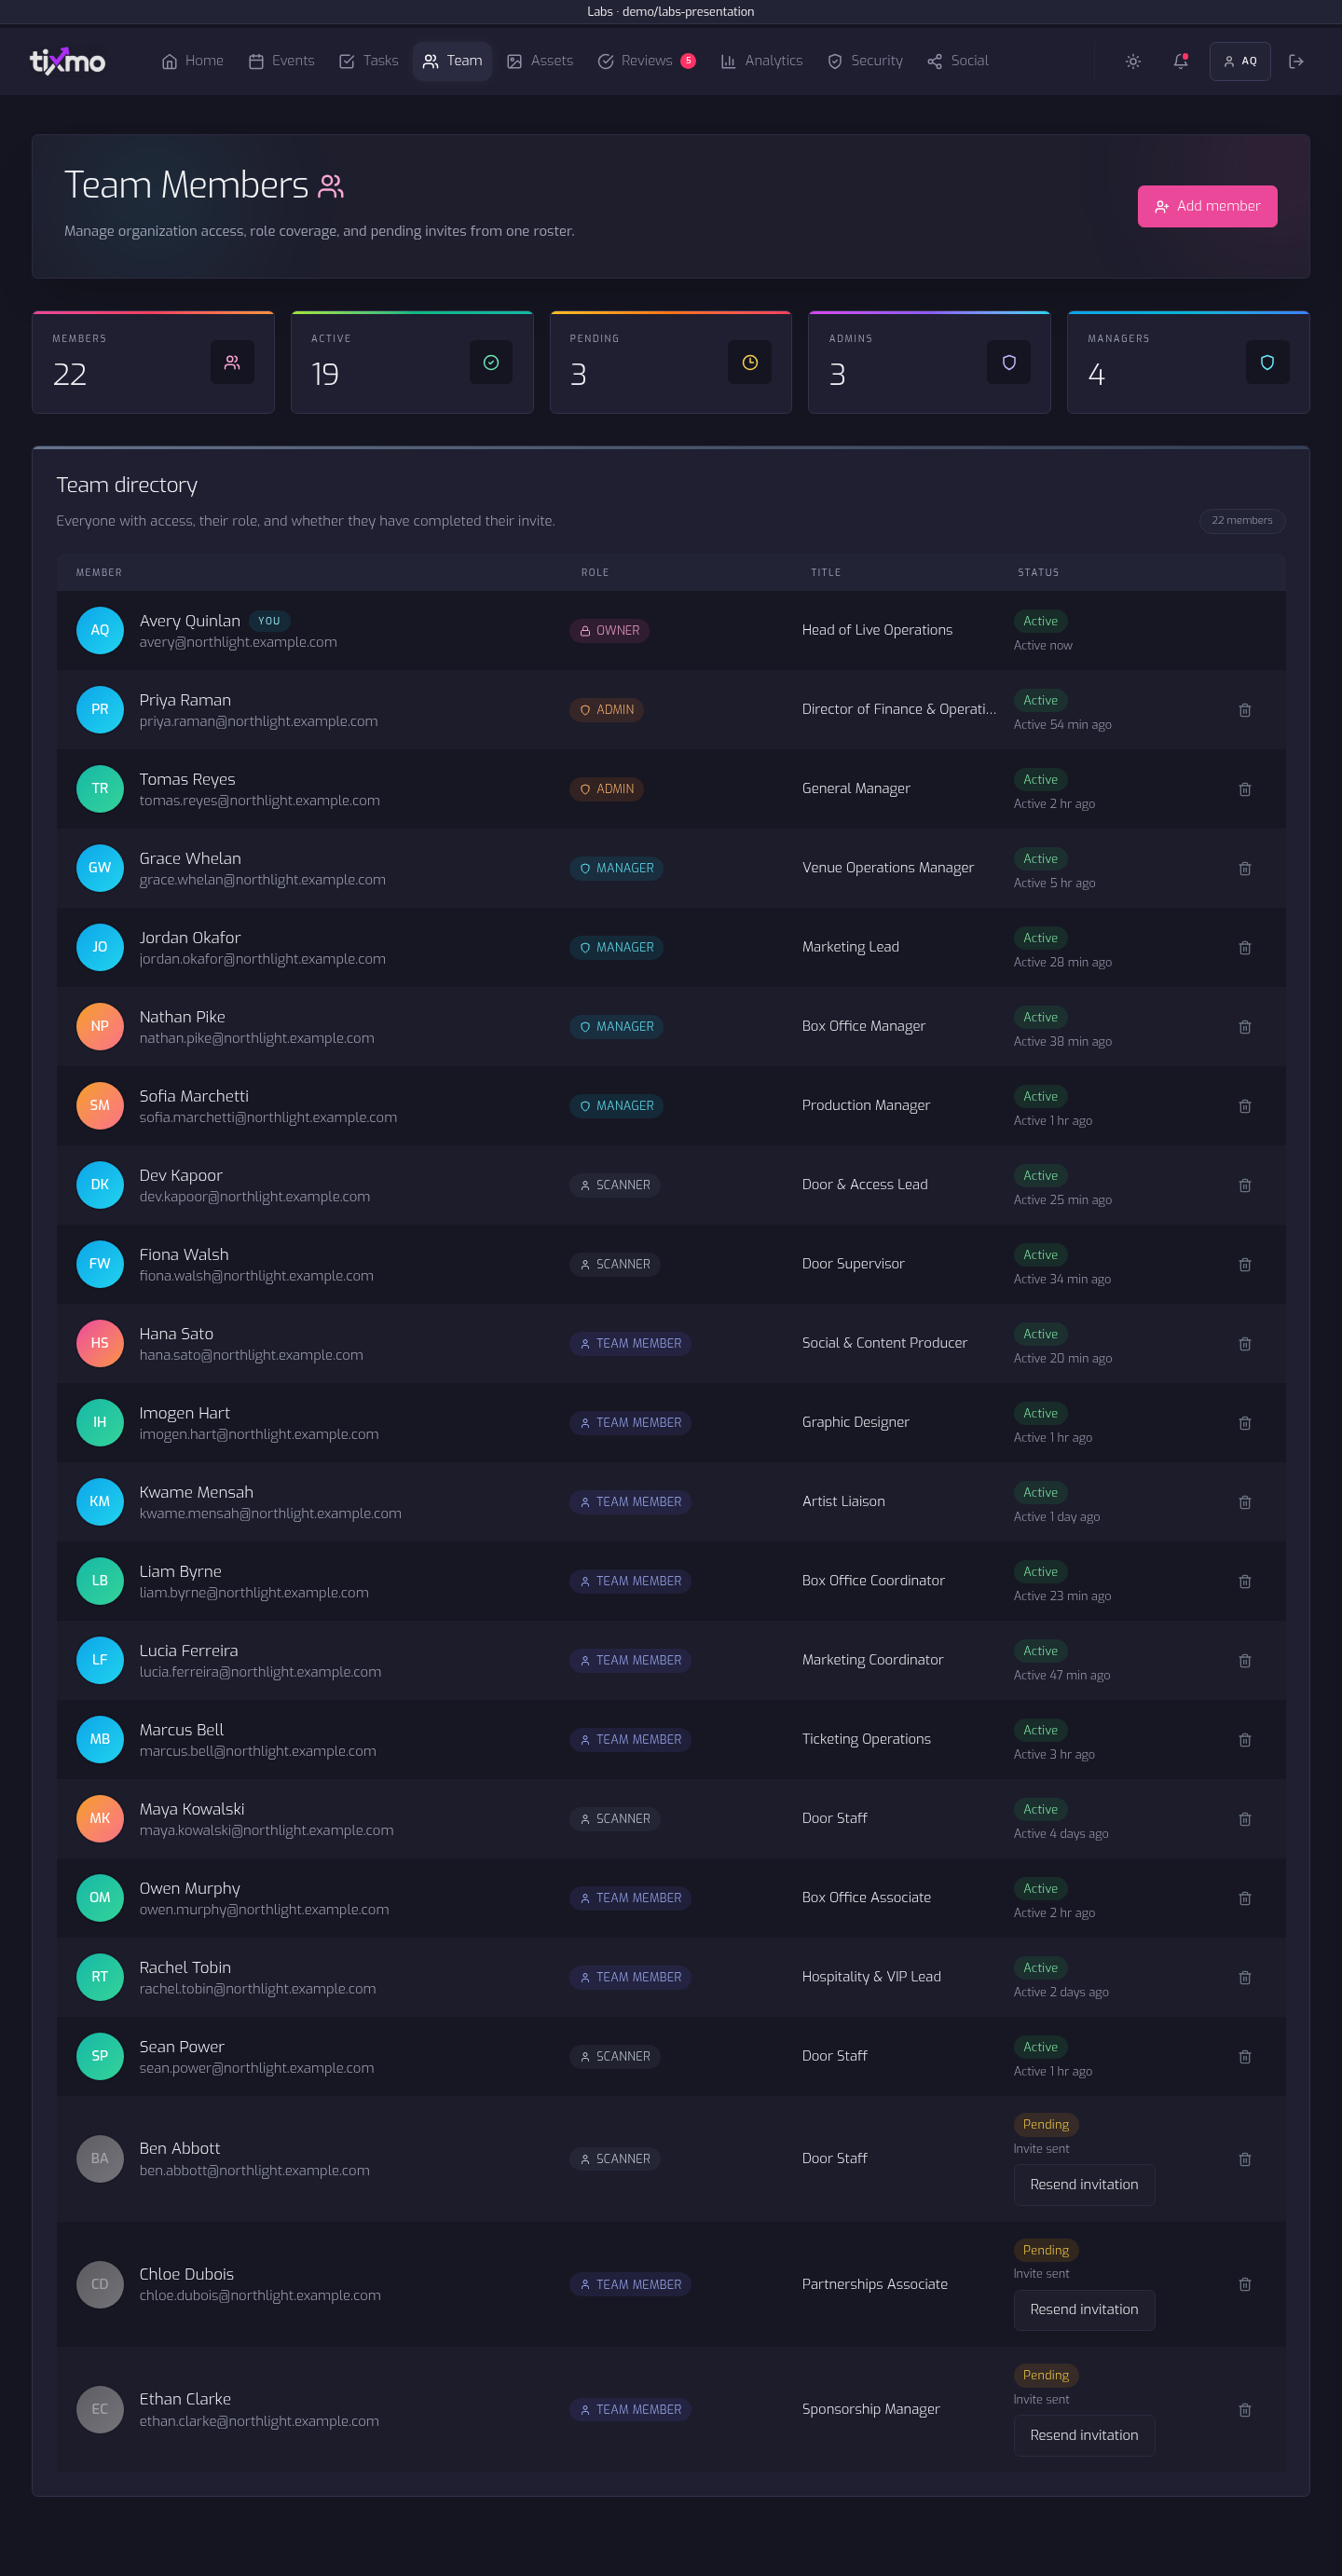 Labs · demo/labs-presentation
tixmo
Home
Events
Tasks
Team
Assets
Reviews 5
Analytics
Security
Social
AQ
Team Members
Manage organization access, role coverage, and pending invites from one roster.
Add member
MEMBERS
22
ACTIVE
19
PENDING
3
ADMINS
3
MANAGERS
4
Team directory
Everyone with access, their role, and whether they have completed their invite.
22 members
MEMBER ROLE TITLE STATUS
AQ Avery Quinlan YOU
avery@northlight.example.com
OWNER
Head of Live Operations
Active
Active now
PR Priya Raman
priya.raman@northlight.example.com
ADMIN
Director of Finance & Operati...
Active
Active 54 min ago
TR Tomas Reyes
tomas.reyes@northlight.example.com
ADMIN
General Manager
Active
Active 2 hr ago
GW Grace Whelan
grace.whelan@northlight.example.com
MANAGER
Venue Operations Manager
Active
Active 5 hr ago
JO Jordan Okafor
jordan.okafor@northlight.example.com
MANAGER
Marketing Lead
Active
Active 28 min ago
NP Nathan Pike
nathan.pike@northlight.example.com
MANAGER
Box Office Manager
Active
Active 38 min ago
SM Sofia Marchetti
sofia.marchetti@northlight.example.com
MANAGER
Production Manager
Active
Active 1 hr ago
DK Dev Kapoor
dev.kapoor@northlight.example.com
SCANNER
Door & Access Lead
Active
Active 25 min ago
FW Fiona Walsh
fiona.walsh@northlight.example.com
SCANNER
Door Supervisor
Active
Active 34 min ago
HS Hana Sato
hana.sato@northlight.example.com
TEAM MEMBER
Social & Content Producer
Active
Active 20 min ago
IH Imogen Hart
imogen.hart@northlight.example.com
TEAM MEMBER
Graphic Designer
Active
Active 1 hr ago
KM Kwame Mensah
kwame.mensah@northlight.example.com
TEAM MEMBER
Artist Liaison
Active
Active 1 day ago
LB Liam Byrne
liam.byrne@northlight.example.com
TEAM MEMBER
Box Office Coordinator
Active
Active 23 min ago
LF Lucia Ferreira
lucia.ferreira@northlight.example.com
TEAM MEMBER
Marketing Coordinator
Active
Active 47 min ago
MB Marcus Bell
marcus.bell@northlight.example.com
TEAM MEMBER
Ticketing Operations
Active
Active 3 hr ago
MK Maya Kowalski
maya.kowalski@northlight.example.com
SCANNER
Door Staff
Active
Active 4 days ago
OM Owen Murphy
owen.murphy@northlight.example.com
TEAM MEMBER
Box Office Associate
Active
Active 2 hr ago
RT Rachel Tobin
rachel.tobin@northlight.example.com
TEAM MEMBER
Hospitality & VIP Lead
Active
Active 2 days ago
SP Sean Power
sean.power@northlight.example.com
SCANNER
Door Staff
Active
Active 1 hr ago
BA Ben Abbott
ben.abbott@northlight.example.com
SCANNER
Door Staff
Pending
Invite sent
Resend invitation
CD Chloe Dubois
chloe.dubois@northlight.example.com
TEAM MEMBER
Partnerships Associate
Pending
Invite sent
Resend invitation
EC Ethan Clarke
ethan.clarke@northlight.example.com
TEAM MEMBER
Sponsorship Manager
Pending
Invite sent
Resend invitation